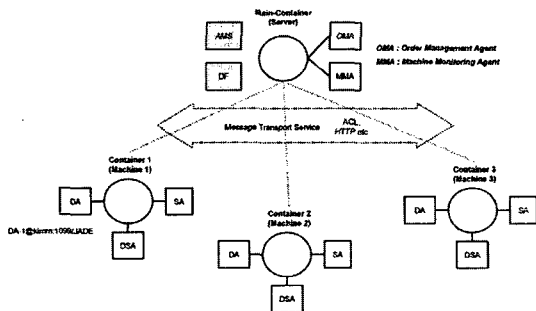 Main-Container
(Server)
AMS
OMA
OMA : Order Management Agent
DF
MMA
MMA : Machine Monitoring Agent
Message Transport Service
ACL,
HTTP etc
Container 1
(Machine 1)
Container 3
(Machine 3)
DA
SA
DA
SA
Container 2
(Machine 2)
DSA
DSA
DA
SA
DSA